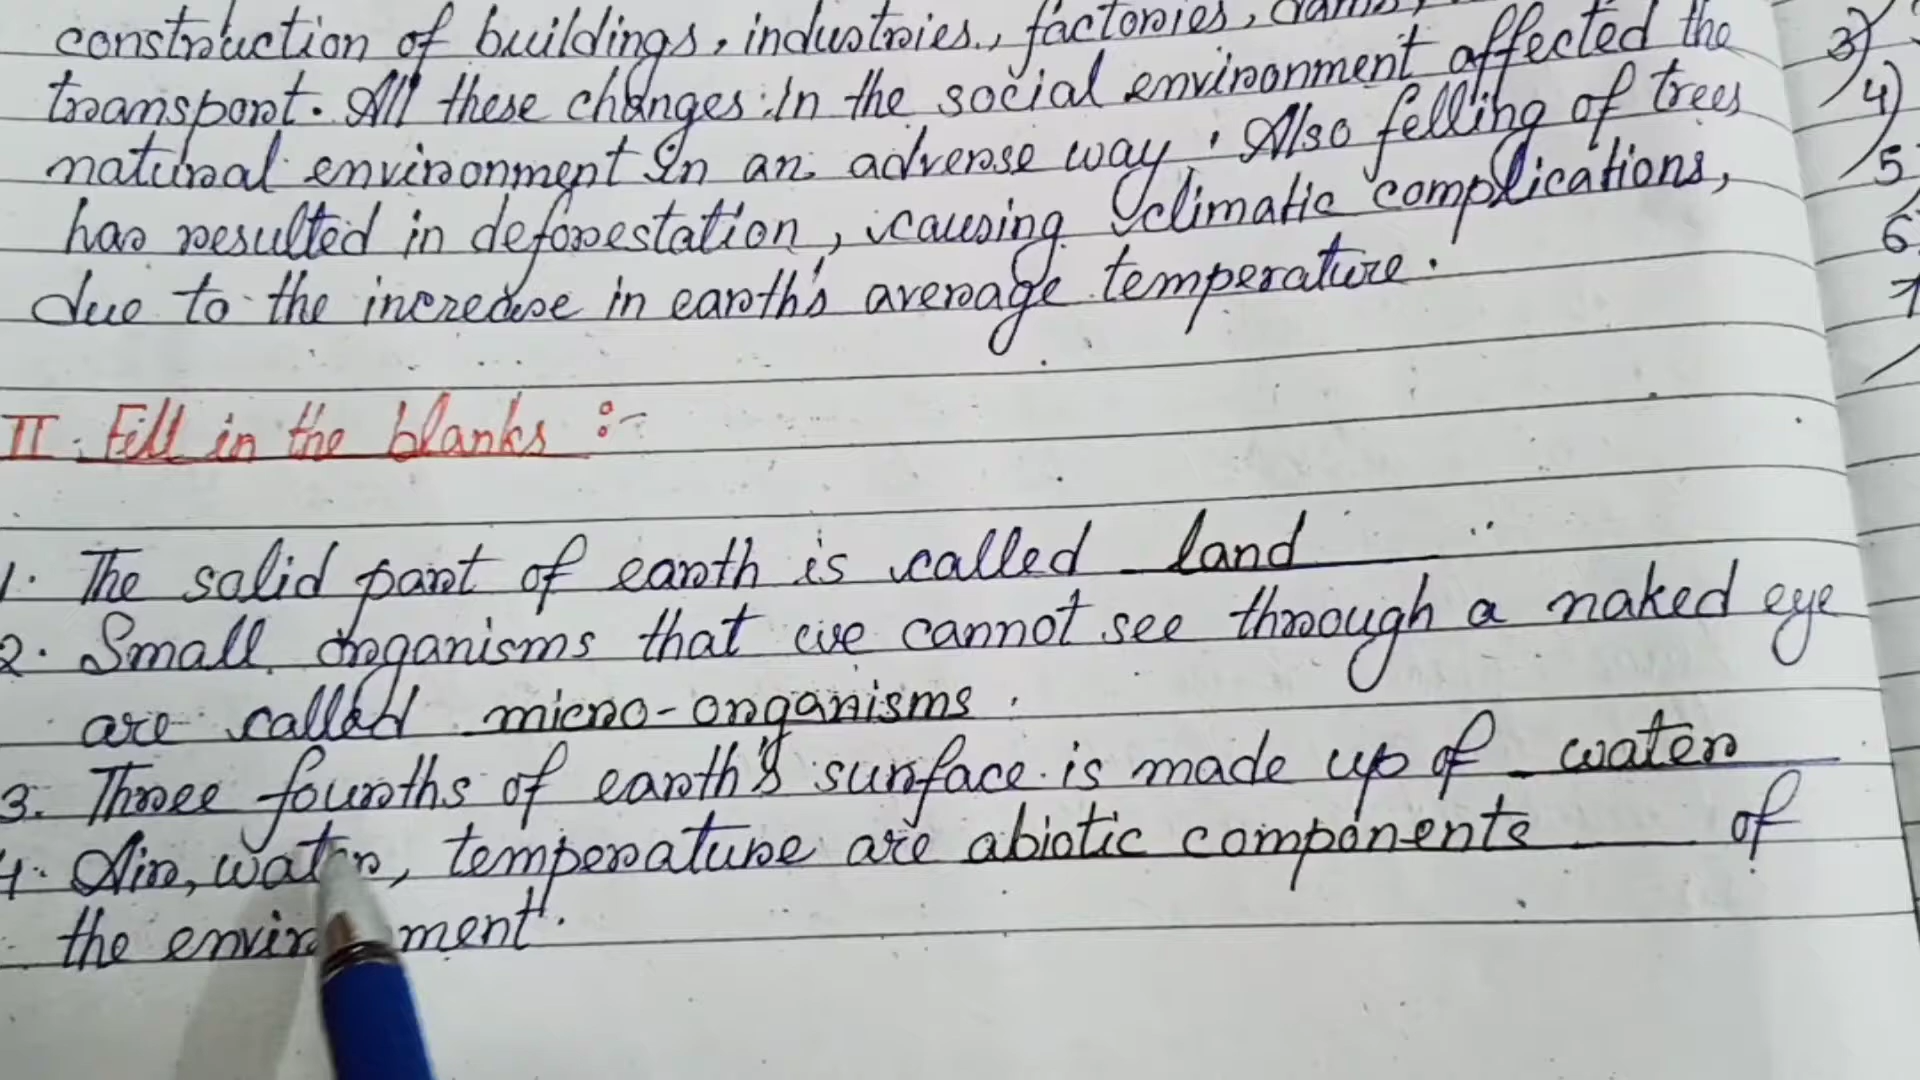 construction of buildings, industries, factories, dams,
transport. All these changes in the social environment affected the
natural environment in an adverse way. Also felling of trees
has resulted in deforestation, causing climatic complications,
due to the increase in earth's average temperature.
II. Fill in the blanks :-
1. The solid part of earth is called land
2. Small organisms that we cannot see through a naked eye
are called micro-organisms.
3. Three fourths of earth's surface is made up of water
4. Air, water, temperature are abiotic components of
the environment.
3)
4)
5
6
7